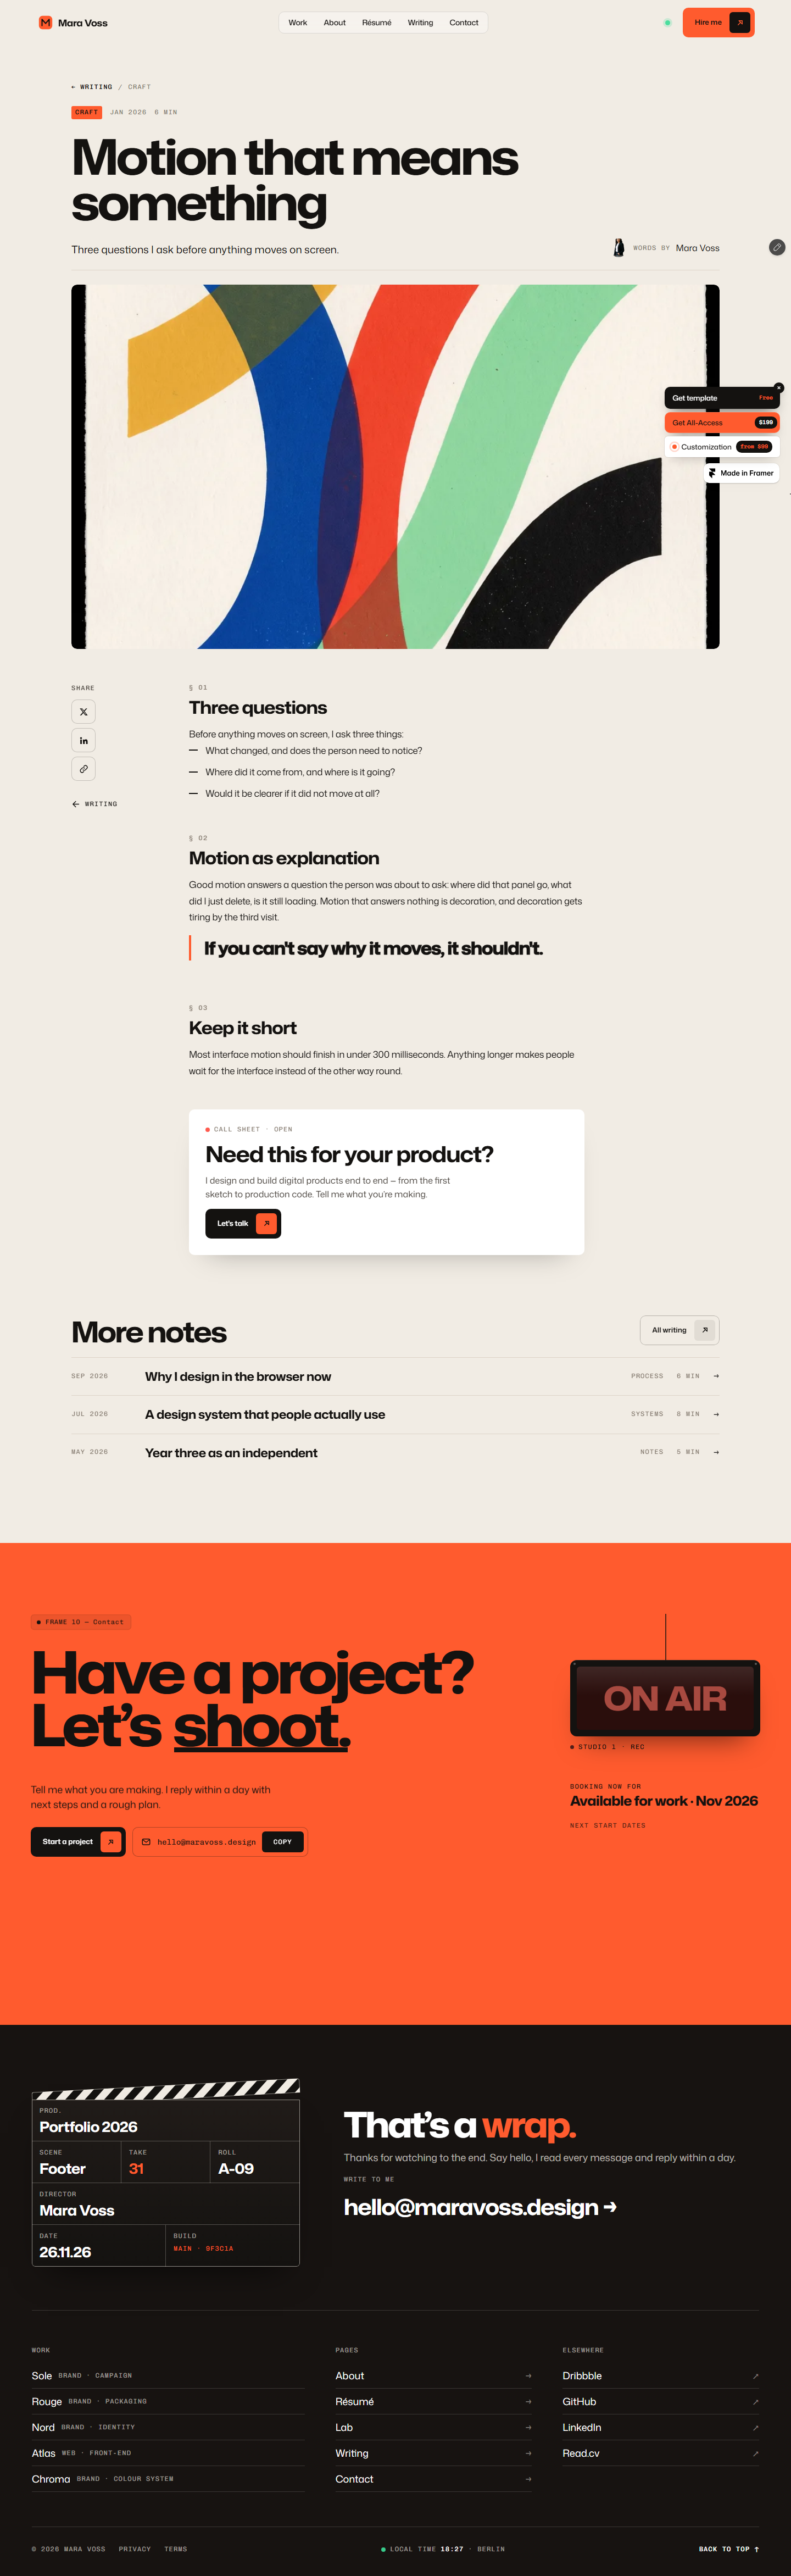 Mara Voss
Work About Résumé Writing Contact
Hire me
← WRITING / CRAFT
CRAFT JAN 2026 6 MIN
Motion that means
something
Three questions I ask before anything moves on screen.
WORDS BY Mara Voss
Get template Free
Get All-Access $199
Customization from $99
Made in Framer
SHARE
← WRITING
§ 01
Three questions
Before anything moves on screen, I ask three things:
— What changed, and does the person need to notice?
— Where did it come from, and where is it going?
— Would it be clearer if it did not move at all?
§ 02
Motion as explanation
Good motion answers a question the person was about to ask: where did that panel go, what
did I just delete, is it still loading. Motion that answers nothing is decoration, and decoration gets
tiring by the third visit.
If you can't say why it moves, it shouldn't.
§ 03
Keep it short
Most interface motion should finish in under 300 milliseconds. Anything longer makes people
wait for the interface instead of the other way round.
CALL SHEET · OPEN
Need this for your product?
I design and build digital products end to end — from the first
sketch to production code. Tell me what you're making.
Let's talk
More notes
All writing
SEP 2026 Why I design in the browser now PROCESS 6 MIN →
JUL 2026 A design system that people actually use SYSTEMS 8 MIN →
MAY 2026 Year three as an independent NOTES 5 MIN →
FRAME 10 — Contact
Have a project?
Let's shoot.
Tell me what you are making. I reply within a day with
next steps and a rough plan.
Start a project
hello@maravoss.design COPY
ON AIR
STUDIO 1 · REC
BOOKING NOW FOR
Available for work · Nov 2026
NEXT START DATES
PROD.
Portfolio 2026
SCENE TAKE ROLL
Footer 31 A-09
DIRECTOR
Mara Voss
DATE BUILD
26.11.26 MAIN · 9F3C1A
That's a wrap.
Thanks for watching to the end. Say hello, I read every message and reply within a day.
WRITE TO ME
hello@maravoss.design →
WORK
Sole BRAND · CAMPAIGN
Rouge BRAND · PACKAGING
Nord BRAND · IDENTITY
Atlas WEB · FRONT-END
Chroma BRAND · COLOUR SYSTEM
PAGES
About →
Résumé →
Lab →
Writing →
Contact →
ELSEWHERE
Dribbble ↗
GitHub ↗
LinkedIn ↗
Read.cv ↗
© 2026 MARA VOSS PRIVACY TERMS
LOCAL TIME 18:27 · BERLIN
BACK TO TOP ↑